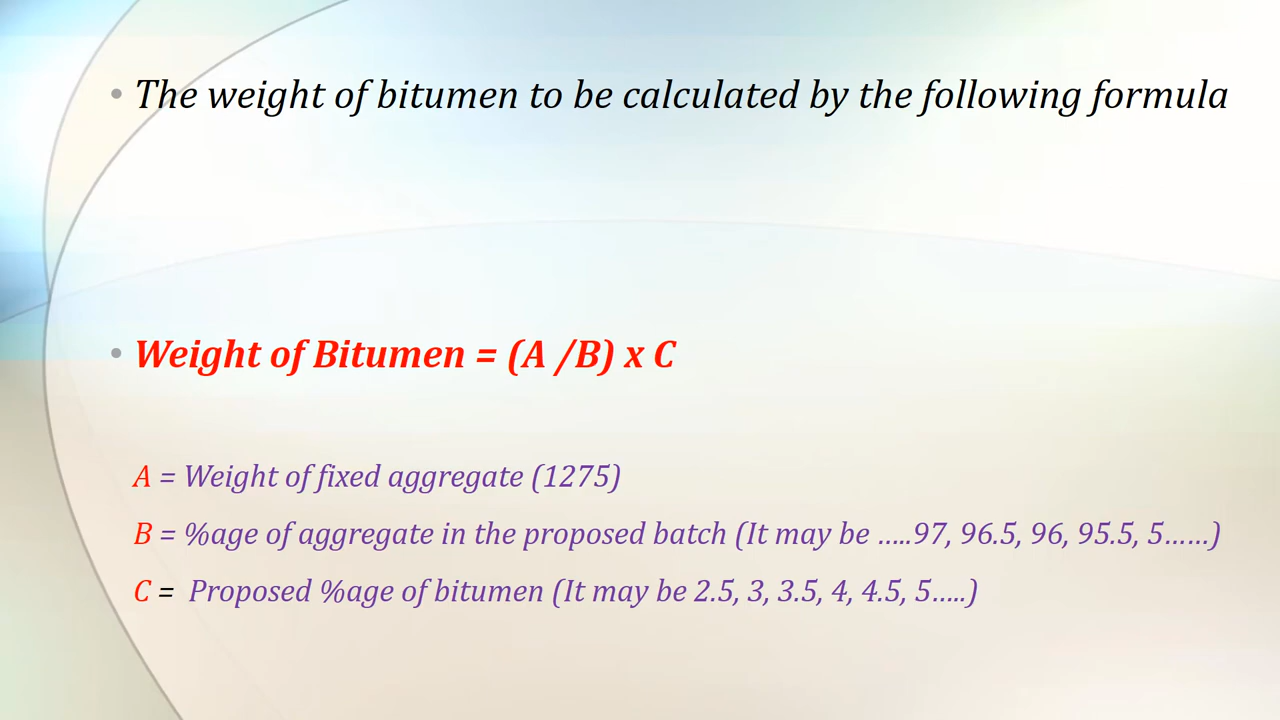 • The weight of bitumen to be calculated by the following formula
• Weight of Bitumen = (A /B) x C
A = Weight of fixed aggregate (1275)
B = %age of aggregate in the proposed batch (It may be .....97, 96.5, 96, 95.5, 5......)
C = Proposed %age of bitumen (It may be 2.5, 3, 3.5, 4, 4.5, 5.....)